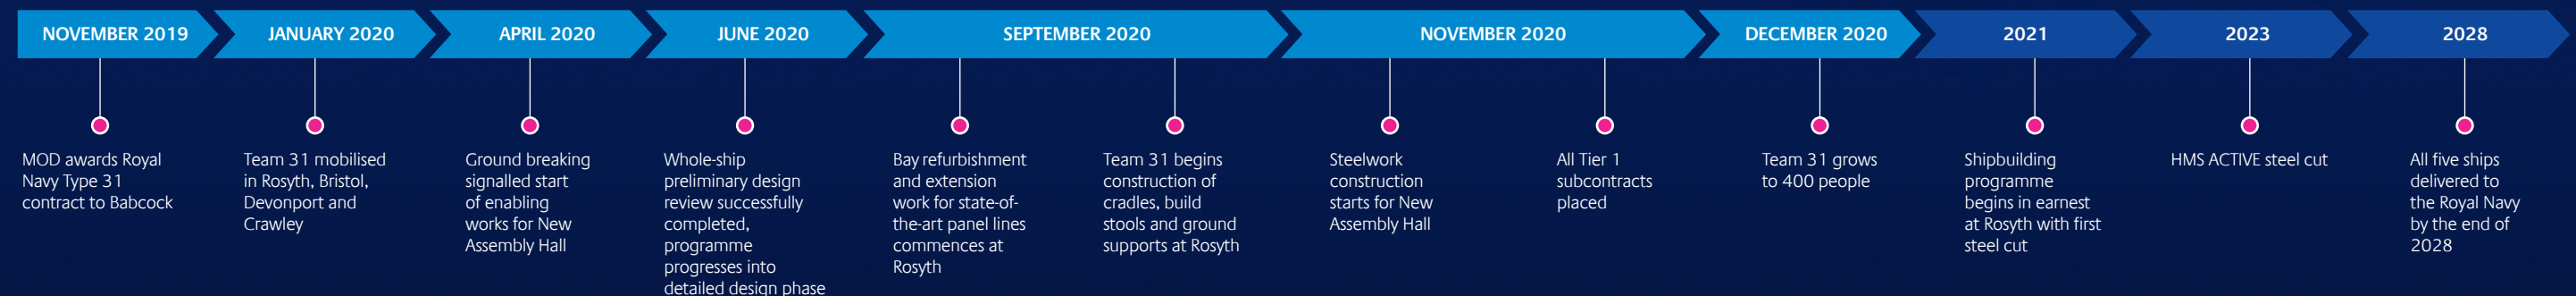 NOVEMBER 2019
JANUARY 2020
APRIL 2020
JUNE 2020
SEPTEMBER 2020
NOVEMBER 2020
DECEMBER 2020
2021
2023
2028
MOD awards Royal
Navy Type 31
contract to Babcock
Team 31 mobilised
in Rosyth, Bristol,
Devonport and
Crawley
Ground breaking
signalled start
of enabling
works for New
Assembly Hall
Whole-ship
preliminary design
review successfully
completed,
programme
progresses into
detailed design phase
Bay refurbishment
and extension
work for state-of-
the-art panel lines
commences at
Rosyth
Team 31 begins
construction of
cradles, build
stools and ground
supports at Rosyth
Steelwork
construction
starts for New
Assembly Hall
All Tier 1
subcontracts
placed
Team 31 grows
to 400 people
Shipbuilding
programme
begins in earnest
at Rosyth with first
steel cut
HMS ACTIVE steel cut
All five ships
delivered to
the Royal Navy
by the end of
2028